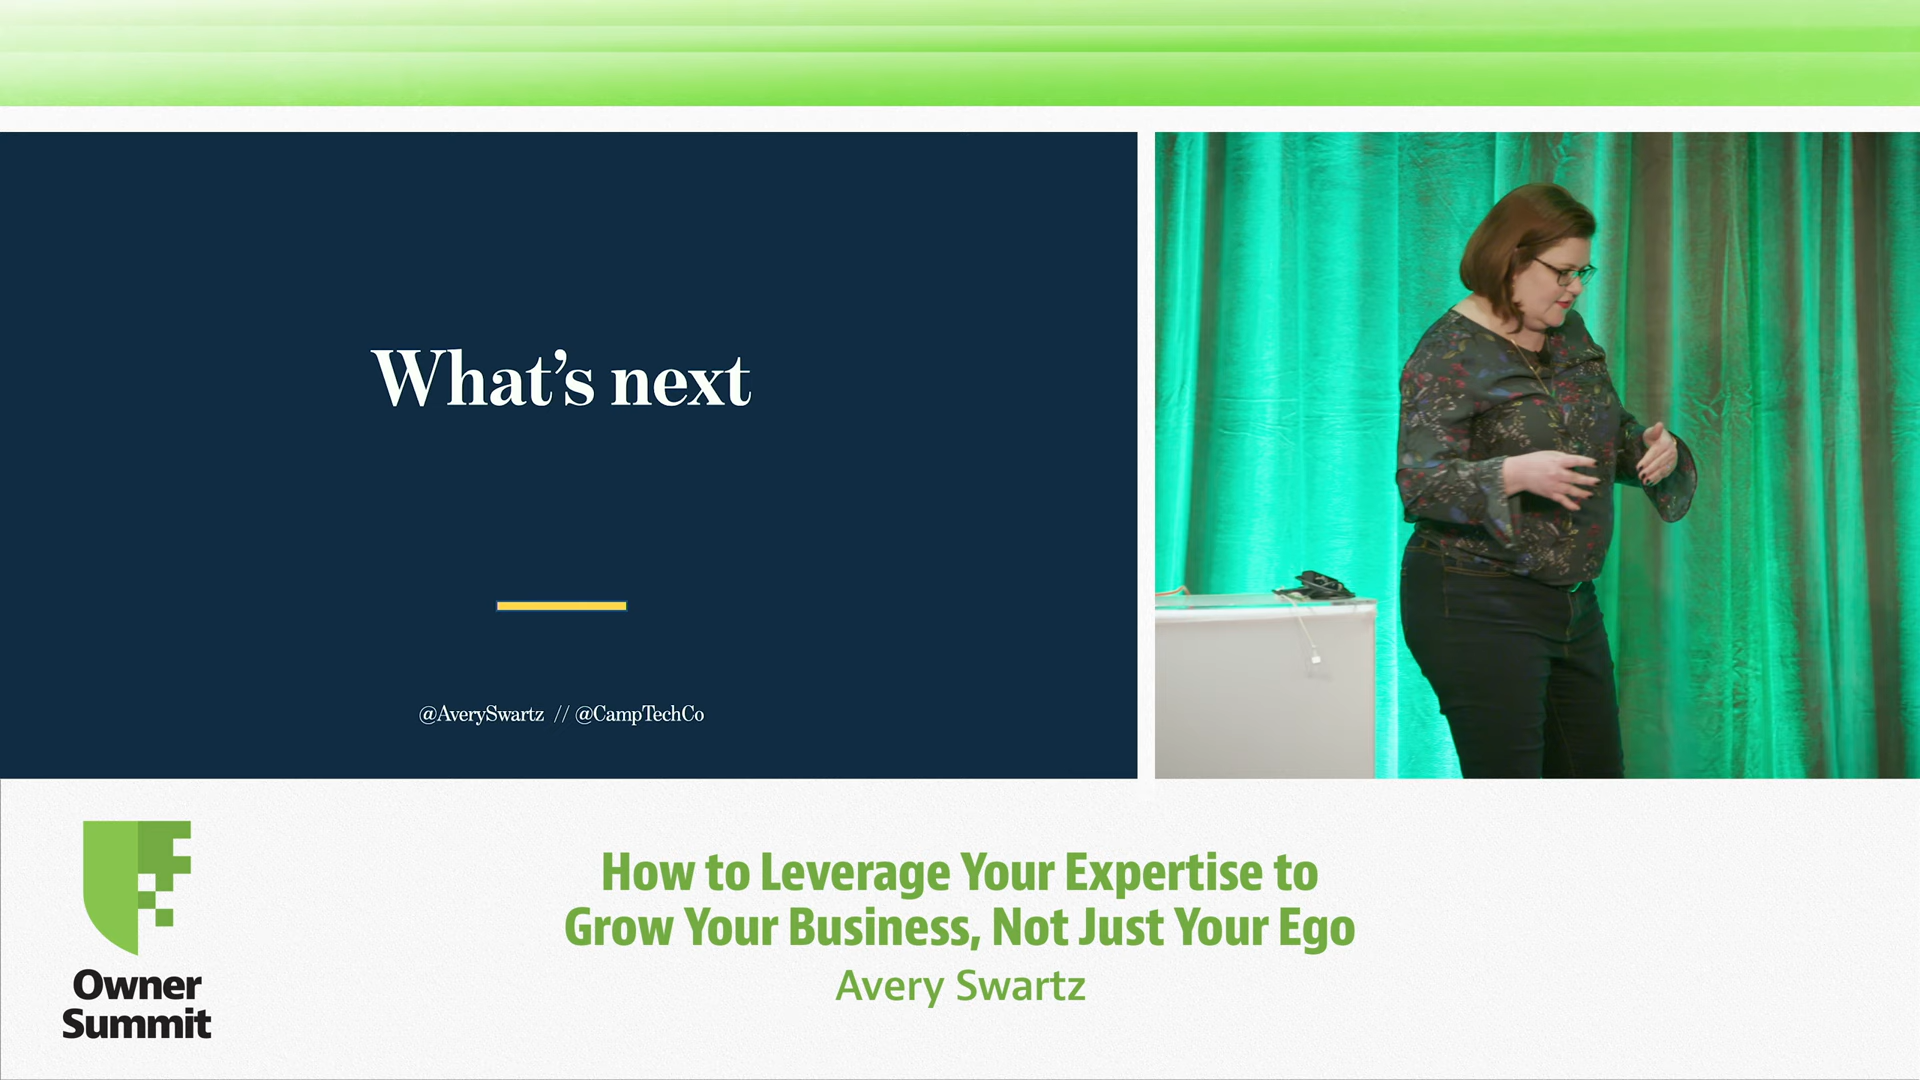 What’s next
@AverySwartz // @CampTechCo
How to Leverage Your Expertise to
Grow Your Business, Not Just Your Ego
Avery Swartz
Owner
Summit